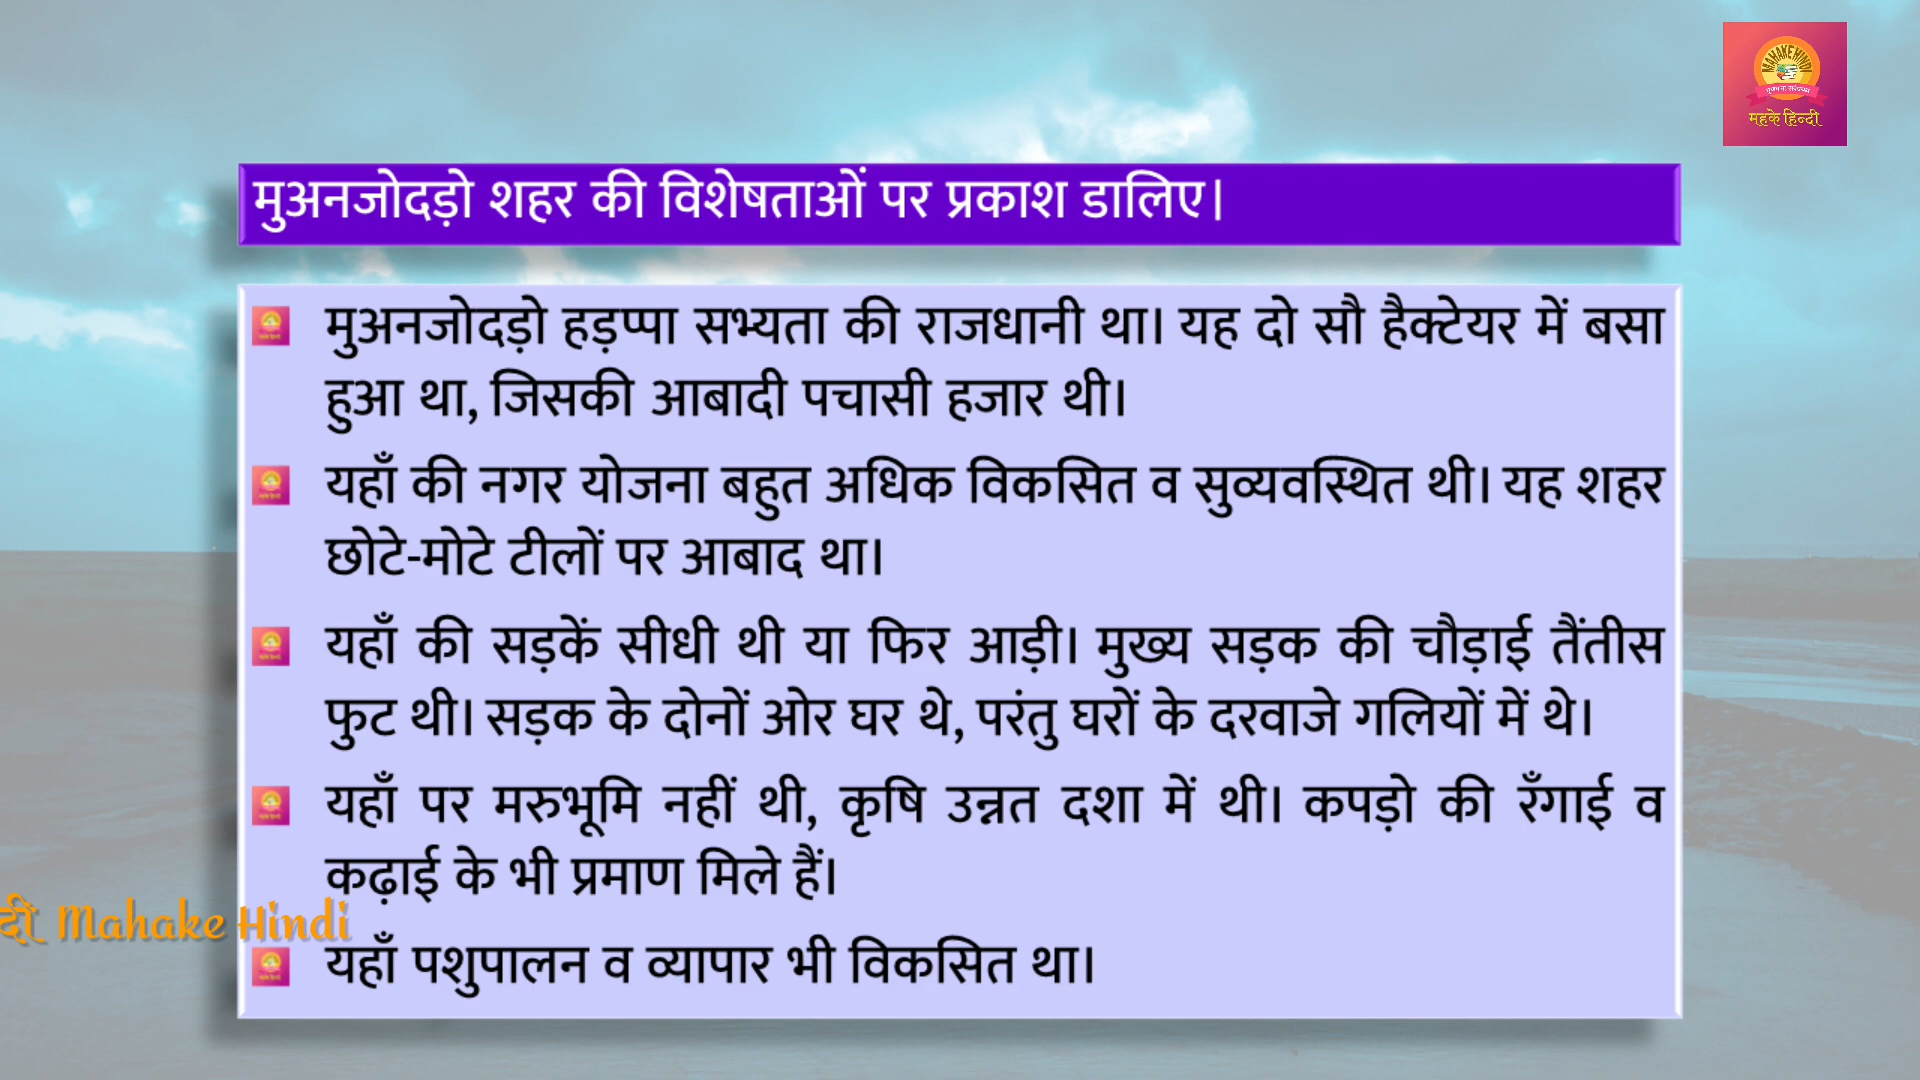 महके हिन्दी
मुअनजोदड़ो शहर की विशेषताओं पर प्रकाश डालिए।
मुअनजोदड़ो हड़प्पा सभ्यता की राजधानी था। यह दो सौ हैक्टेयर में बसा
हुआ था, जिसकी आबादी पचासी हजार थी।
यहाँ की नगर योजना बहुत अधिक विकसित व सुव्यवस्थित थी। यह शहर
छोटे-मोटे टीलों पर आबाद था।
यहाँ की सड़कें सीधी थी या फिर आड़ी। मुख्य सड़क की चौड़ाई तैंतीस
फुट थी। सड़क के दोनों ओर घर थे, परंतु घरों के दरवाजे गलियों में थे।
यहाँ पर मरुभूमि नहीं थी, कृषि उन्नत दशा में थी। कपड़ो की रँगाई व
कढ़ाई के भी प्रमाण मिले हैं।
दी Mahake Hindi
यहाँ पशुपालन व व्यापार भी विकसित था।